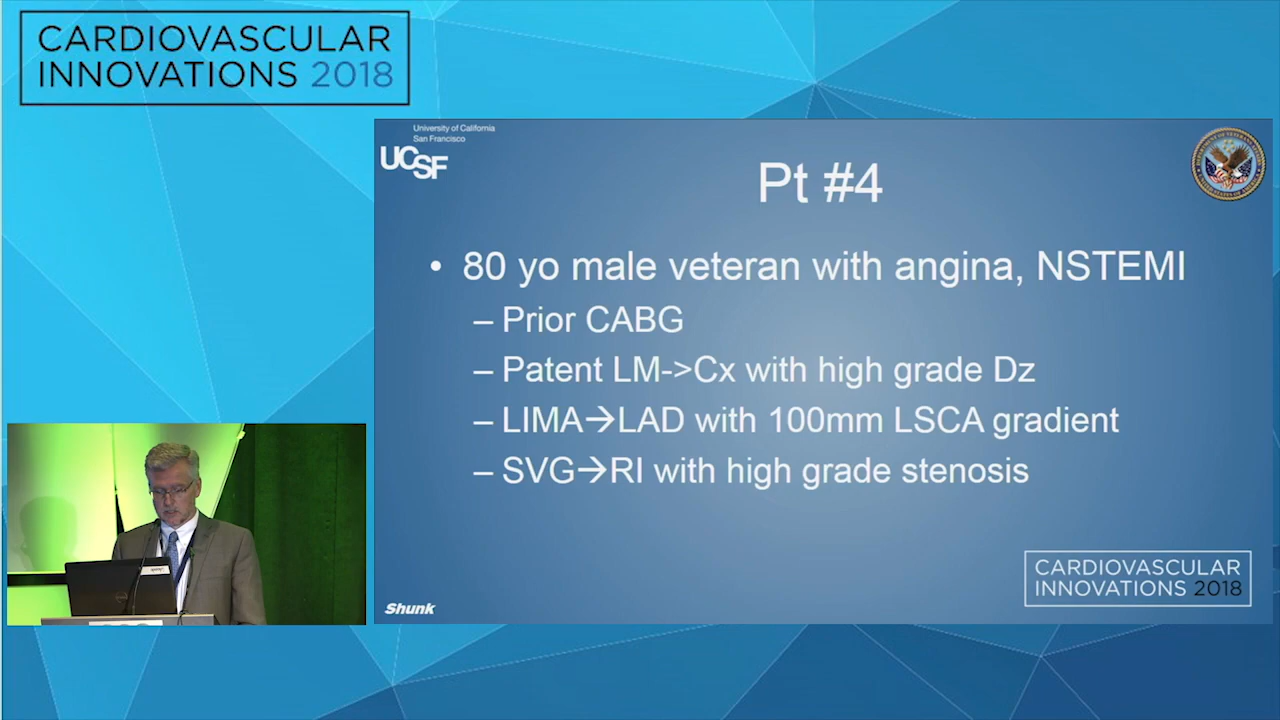 CARDIOVASCULAR
INNOVATIONS 2018
University of California
San Francisco
UCSF
Pt #4
• 80 yo male veteran with angina, NSTEMI
– Prior CABG
– Patent LM->Cx with high grade Dz
– LIMA→LAD with 100mm LSCA gradient
– SVG→RI with high grade stenosis
CARDIOVASCULAR
INNOVATIONS 2018
Shunk